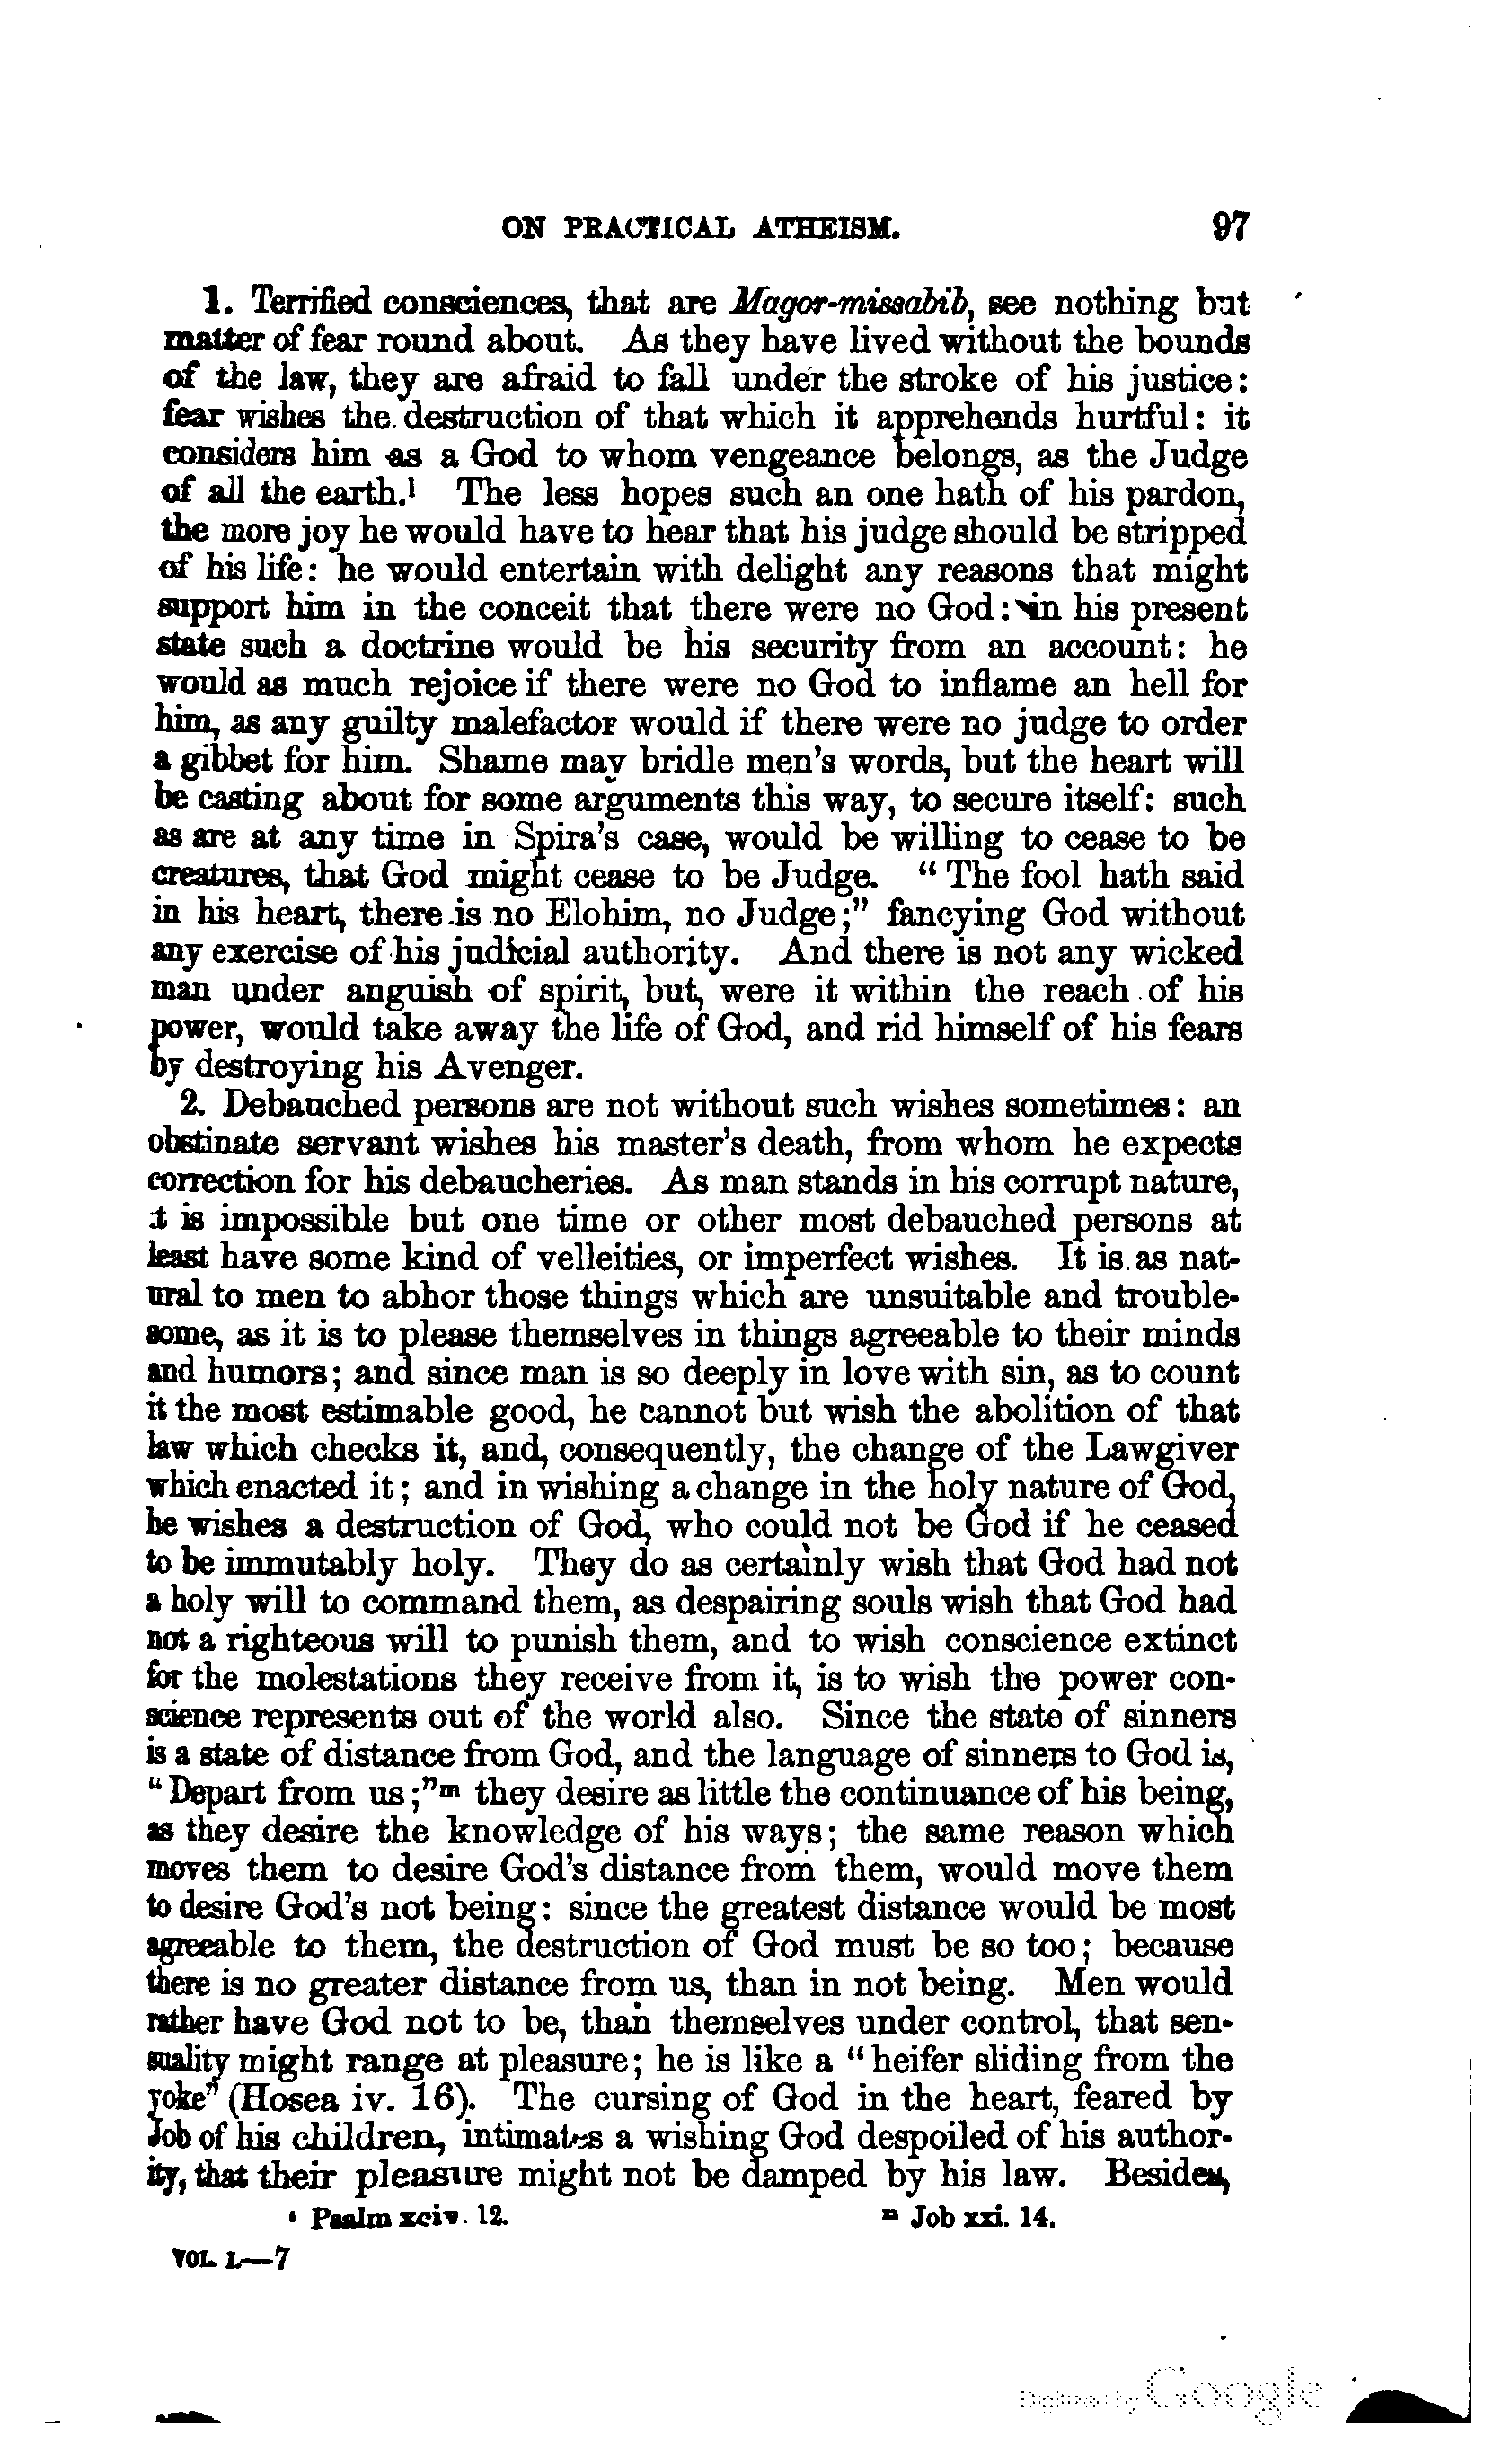 ON PRACTICAL ATHEISM. 97
1. Terrified consciences, that are Magor-missabib, see nothing but
matter of fear round about. As they have lived without the bounds
of the law, they are afraid to fall under the stroke of his justice:
fear wishes the destruction of that which it apprehends hurtful: it
considers him as a God to whom vengeance belongs, as the Judge
of all the earth.l The less hopes such an one hath of his pardon,
the more joy he would have to hear that his judge should be stripped
of his life: he would entertain with delight any reasons that might
support him in the conceit that there were no God: in his present
state such a doctrine would be his security from an account: he
would as much rejoice if there were no God to inflame an hell for
him, as any guilty malefactor would if there were no judge to order
a gibbet for him. Shame may bridle men's words, but the heart will
be casting about for some arguments this way, to secure itself: such
as are at any time in Spira's case, would be willing to cease to be
creatures, that God might cease to be Judge. "The fool hath said
in his heart, there is no Elohim, no Judge;" fancying God without
any exercise of his judicial authority. And there is not any wicked
man under anguish of spirit, but, were it within the reach of his
power, would take away the life of God, and rid himself of his fears
by destroying his Avenger.
2. Debauched persons are not without such wishes sometimes: an
obstinate servant wishes his master's death, from whom he expects
correction for his debaucheries. As man stands in his corrupt nature,
it is impossible but one time or other most debauched persons at
least have some kind of velleities, or imperfect wishes. It is as nat-
ural to men to abhor those things which are unsuitable and trouble-
some, as it is to please themselves in things agreeable to their minds
and humors; and since man is so deeply in love with sin, as to count
it the most estimable good, he cannot but wish the abolition of that
law which checks it, and, consequently, the change of the Lawgiver
which enacted it; and in wishing a change in the holy nature of God,
he wishes a destruction of God, who could not be God if he ceased
to be immutably holy. They do as certainly wish that God had not
a holy will to command them, as despairing souls wish that God had
not a righteous will to punish them, and to wish conscience extinct
for the molestations they receive from it, is to wish the power con-
science represents out of the world also. Since the state of sinners
is a state of distance from God, and the language of sinners to God is,
"Depart from us;"m they desire as little the continuance of his being,
as they desire the knowledge of his ways; the same reason which
moves them to desire God's distance from them, would move them
to desire God's not being: since the greatest distance would be most
agreeable to them, the destruction of God must be so too; because
there is no greater distance from us, than in not being. Men would
rather have God not to be, than themselves under control, that sen-
suality might range at pleasure; he is like a "heifer sliding from the
yoke" (Hosea iv. 16). The cursing of God in the heart, feared by
Job of his children, intimates a wishing God despoiled of his author-
ity, that their pleasure might not be damped by his law. Besides,
l Psalm xciv. 12. m Job xxi. 14.
VOL. I.—7
Digitized by Google